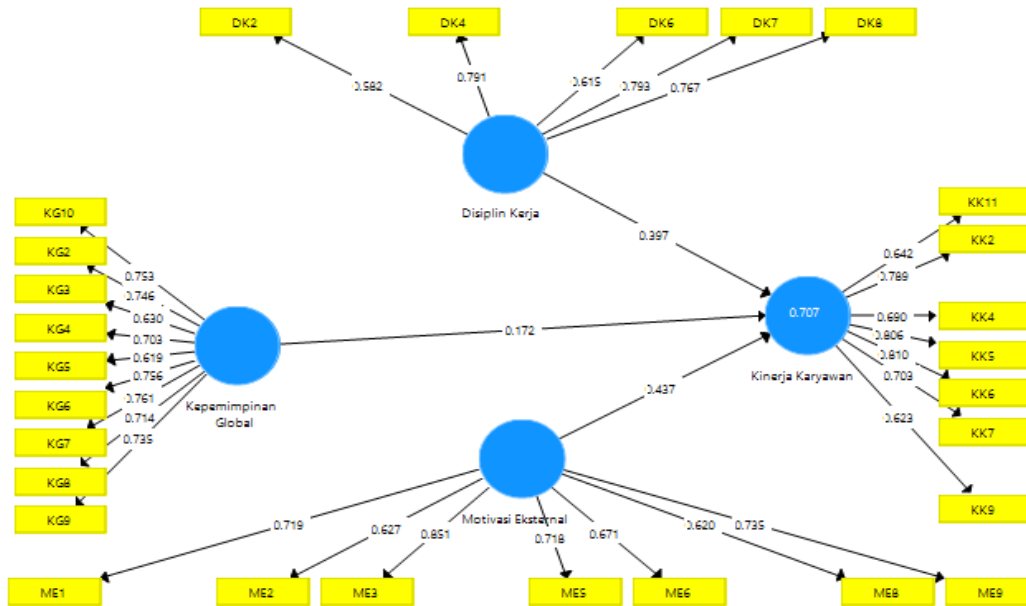 DK2
DK4
DK6
DK7
DK8
0.582
0.791
0.615
0.793
0.767
Disiplin Kerja
KG10
KG2
KG3
KG4
KG5
KG6
KG7
KG8
KG9
0.753
0.746
0.630
0.703
0.619
0.756
0.761
0.714
0.735
Kepemimpinan
Global
0.397
0.172
0.437
0.707
Kinerja Karyawan
KK11
KK2
KK4
KK5
KK6
KK7
KK9
0.642
0.789
0.690
0.806
0.810
0.703
0.623
Motivasi Eksternal
0.719
0.627
0.851
0.718
0.671
0.620
0.735
ME1
ME2
ME3
ME5
ME6
ME8
ME9